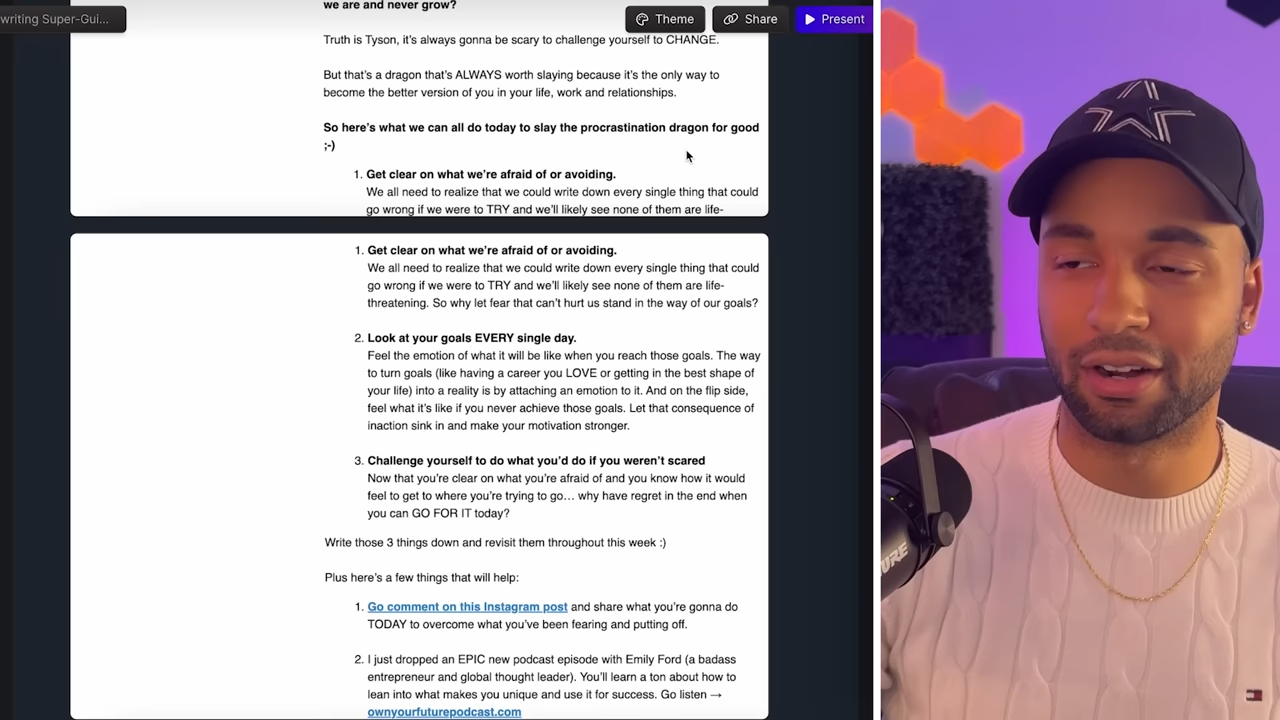 writing Super-Gui...
Theme
Share
Present
we are and never grow?
Truth is Tyson, it's always gonna be scary to challenge yourself to CHANGE.
But that's a dragon that's ALWAYS worth slaying because it's the only way to
become the better version of you in your life, work and relationships.
So here's what we can all do today to slay the procrastination dragon for good
;-)
1. Get clear on what we're afraid of or avoiding.
We all need to realize that we could write down every single thing that could
go wrong if we were to TRY and we'll likely see none of them are life-
1. Get clear on what we're afraid of or avoiding.
We all need to realize that we could write down every single thing that could
go wrong if we were to TRY and we'll likely see none of them are life-
threatening. So why let fear that can't hurt us stand in the way of our goals?
2. Look at your goals EVERY single day.
Feel the emotion of what it will be like when you reach those goals. The way
to turn goals (like having a career you LOVE or getting in the best shape of
your life) into a reality is by attaching an emotion to it. And on the flip side,
feel what it's like if you never achieve those goals. Let that consequence of
inaction sink in and make your motivation stronger.
3. Challenge yourself to do what you'd do if you weren't scared
Now that you're clear on what you're afraid of and you know how it would
feel to get to where you're trying to go… why have regret in the end when
you can GO FOR IT today?
Write those 3 things down and revisit them throughout this week :)
Plus here's a few things that will help:
1. Go comment on this Instagram post and share what you're gonna do
TODAY to overcome what you've been fearing and putting off.
2. I just dropped an EPIC new podcast episode with Emily Ford (a badass
entrepreneur and global thought leader). You'll learn a ton about how to
lean into what makes you unique and use it for success. Go listen →
ownyourfuturepodcast.com
URE